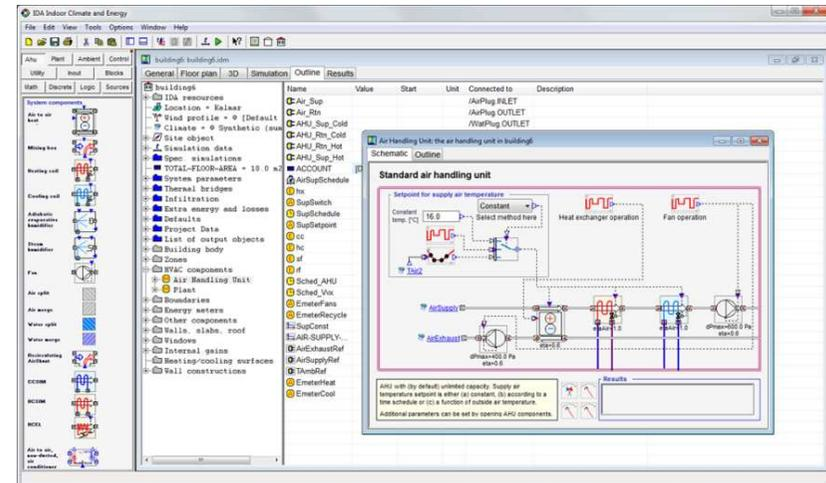 IDA Indoor Climate and Energy
File Edit View Tools Options Window Help
Ahu Plant Ambient Control
Utility Inout Blocks
Math Discrete Logic Sources
System components
Air to air heat
Mixing box
Heating coil
Cooling coil
Adiabatic evaporative humidifier
Steam humidifier
Fan
Air split
Air merge
Water split
Water merge
Recirculating AirHeat
CCDIM
HCDIM
HCEL
Air to air, non-derived, air conditioner
building6: building6.idm
General Floor plan 3D Simulation Outline Results
building6
IDA resources
Location = Kalmar
Wind profile = © [Default
Climate = © Synthetic (sum
Site object
Simulation data
Spec. simulations
TOTAL-FLOOR-AREA = 10.0 m2
System parameters
Thermal bridges
Infiltration
Extra energy and losses
Defaults
Project Data
List of output objects
Building body
Zones
HVAC components
Air Handling Unit
Plant
Boundaries
Energy meters
Other components
Walls, slabs, roof
Windows
Internal gains
Heating/cooling surfaces
Wall constructions
Name Value Start Unit Connected to Description
Air_Sup /AirPlug.INLET
Air_Rtn /AirPlug.OUTLET
AHU_Sup_Cold /WatPlug.OUTLET
AHU_Rtn_Cold
AHU_Rtn_Hot
AHU_Sup_Hot
ACCOUNT
AirSupSchedule
hx
SupSwitch
SupSchedule
SupSetpoint
cc
hc
sf
rf
Sched_AHU
Sched_Vvx
EmeterFans
EmeterRecycle
SupConst
AIR-SUPPLY-...
AirExhaustRef
AirSupplyRef
TAmbRef
EmeterHeat
EmeterCool
Air Handling Unit: the air handling unit in building6
Schematic Outline
Standard air handling unit
Setpoint for supply air temperature
Constant temp. [°C] 16.0
Constant
Select method here
Heat exchanger operation
Fan operation
TAir2
AirSupply
AirExhaust
etaAir=1.0
etaAir=1.0
dPmax=600.0 Pa
eta=0.6
dPmax=400.0 Pa
eta=0.6
eta=0.6
AHU with (by default) unlimited capacity. Supply air
temperature setpoint is either (a) constant, (b) according to a
time schedule or (c) a function of outside air temperature.
Additional parameters can be set by opening AHU components.
Results